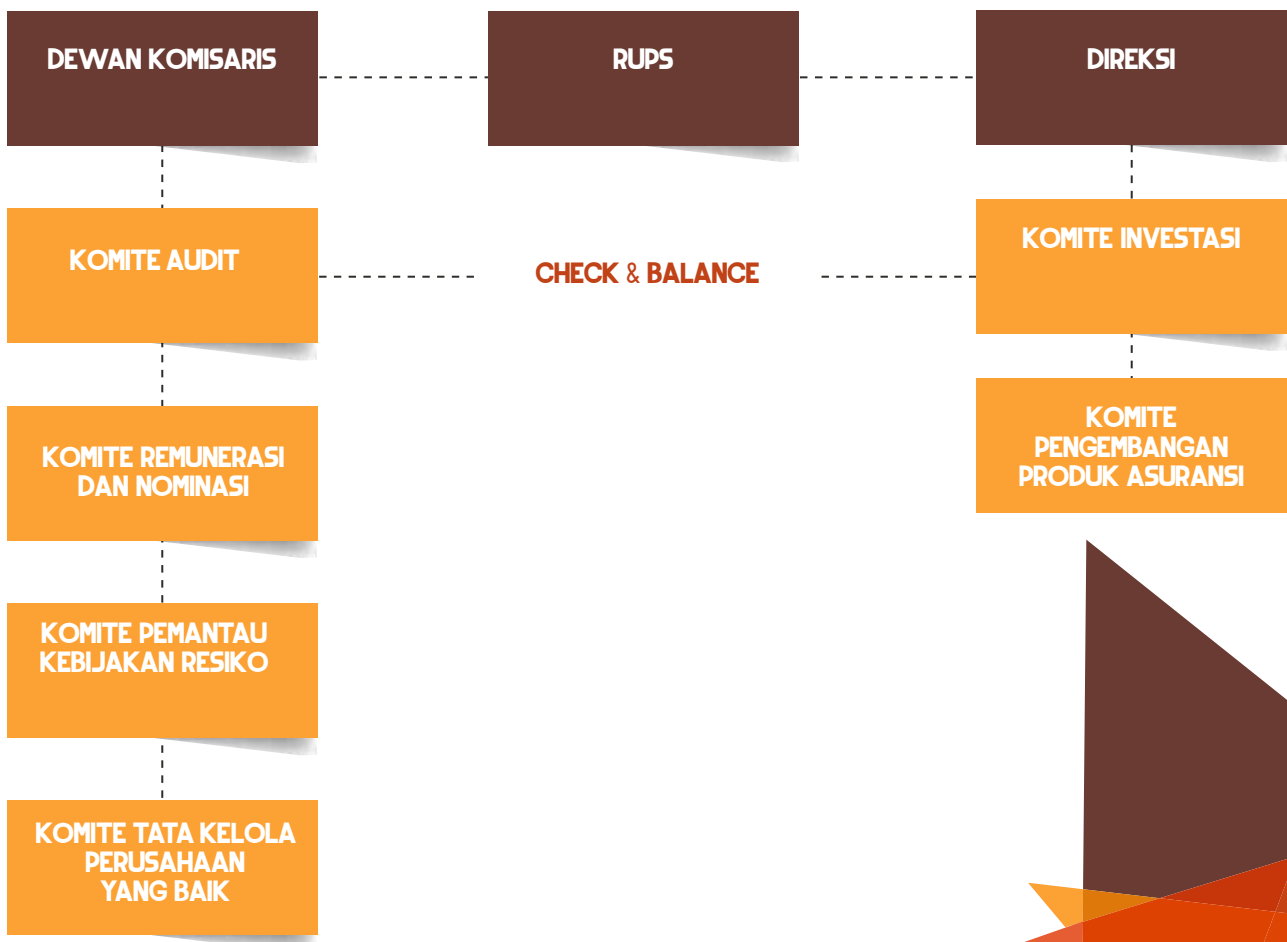 DEWAN KOMISARIS
RUPS
DIREKSI
KOMITE AUDIT
CHECK & BALANCE
KOMITE INVESTASI
KOMITE REMUNERASI
DAN NOMINASI
KOMITE
PENGEMBANGAN
PRODUK ASURANSI
KOMITE PEMANTAU
KEBIJAKAN RESIKO
KOMITE TATA KELOLA
PERUSAHAAN
YANG BAIK